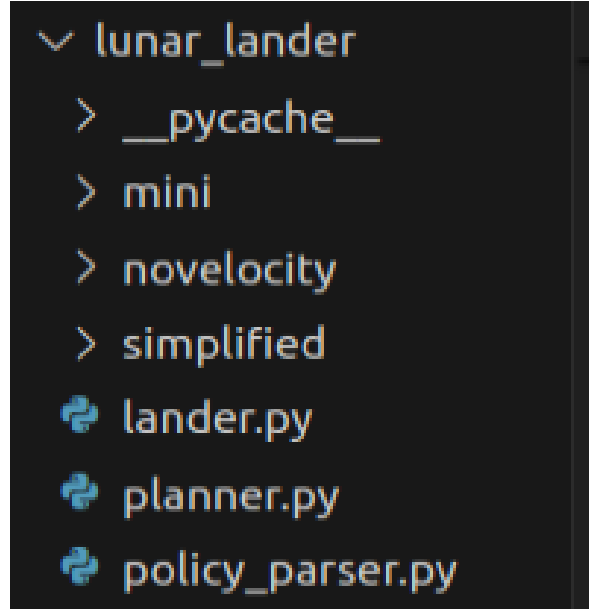 lunar_lander
__pycache__
mini
novelocity
simplified
lander.py
planner.py
policy_parser.py